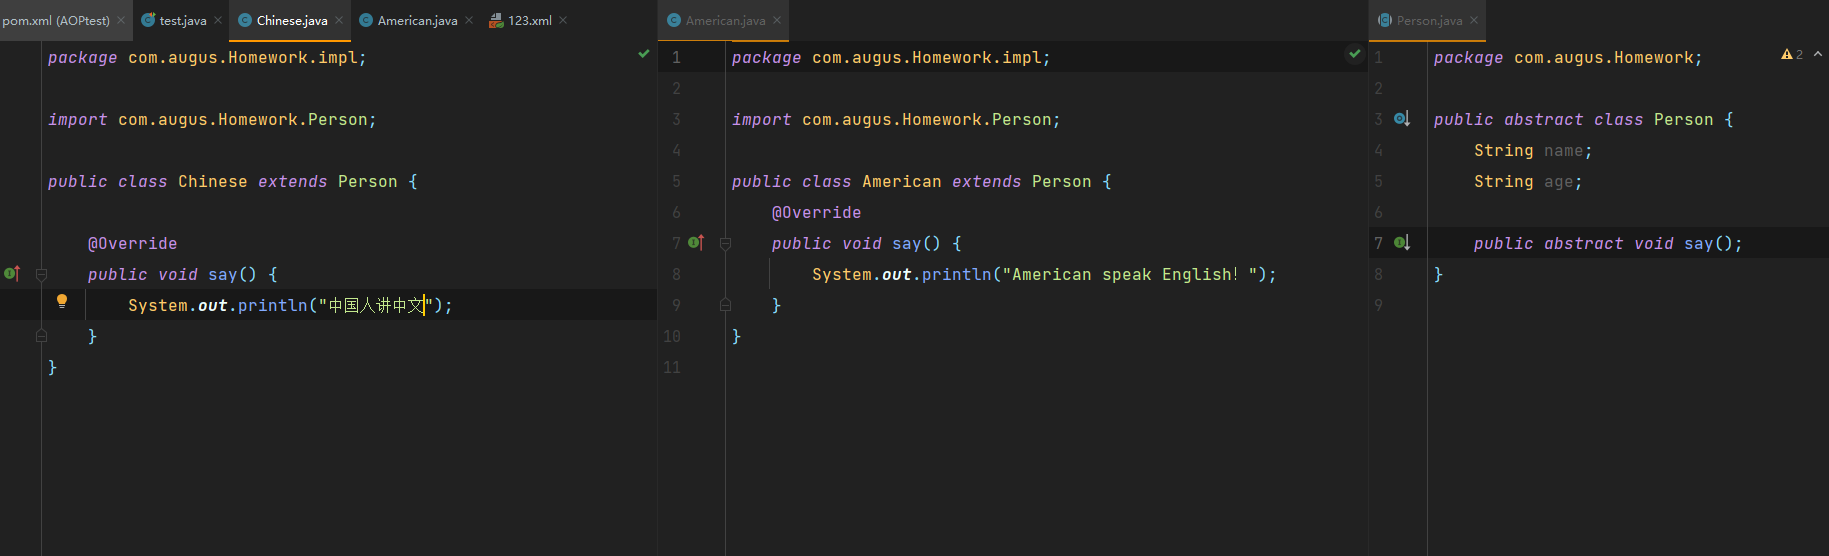 pom.xml (AOPtest)
test.java
Chinese.java
American.java
123.xml
package com.augus.Homework.impl;
import com.augus.Homework.Person;
public class Chinese extends Person {
@Override
public void say() {
System.out.println("中国人讲中文");
}
}
American.java
1 package com.augus.Homework.impl;
2
3 import com.augus.Homework.Person;
4
5 public class American extends Person {
6 @Override
7 public void say() {
8 System.out.println("American speak English！");
9 }
10 }
11
Person.java
1 package com.augus.Homework;
2
3 public abstract class Person {
4 String name;
5 String age;
6
7 public abstract void say();
8 }
9
2